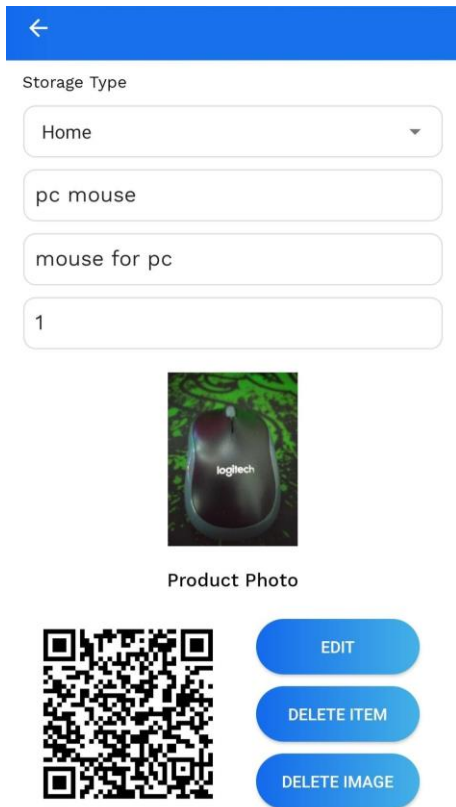 Storage Type
Home
pc mouse
mouse for pc
1
logitech
Product Photo
EDIT
DELETE ITEM
DELETE IMAGE